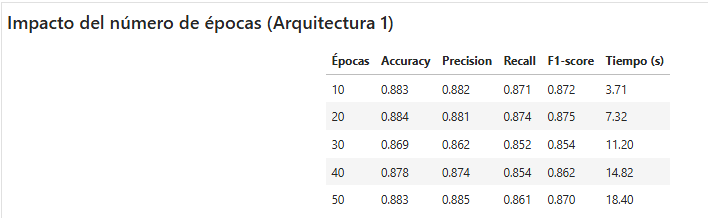 Impacto del número de épocas (Arquitectura 1)
Épocas Accuracy Precision Recall F1-score Tiempo (s)
10 0.883 0.882 0.871 0.872 3.71
20 0.884 0.881 0.874 0.875 7.32
30 0.869 0.862 0.852 0.854 11.20
40 0.878 0.874 0.854 0.862 14.82
50 0.883 0.885 0.861 0.870 18.40